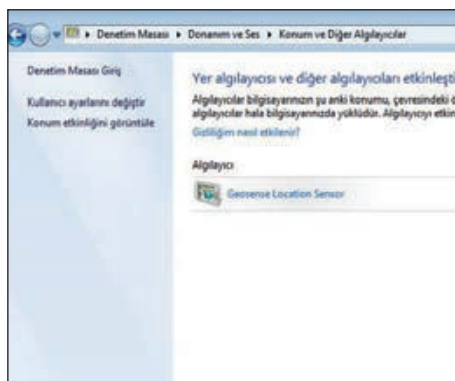 Denetim Masası ▸ Donanım ve Ses ▸ Konum ve Diğer Algılayıcılar
Denetim Masası Giriş
Kullanıcı ayarlarını değiştir
Konum etkinliğini görüntüle
Yer algılayıcısı ve diğer algılayıcıları etkinleşti
Algılayıcılar bilgisayarınızın şu anki konumu, çevresindeki d
algılayıcılar hala bilgisayarınızda yüklüdür. Algılayıcıyı etkin
Gizliliğim nasıl etkilenir?
Algılayıcı
Geosense Location Sensor